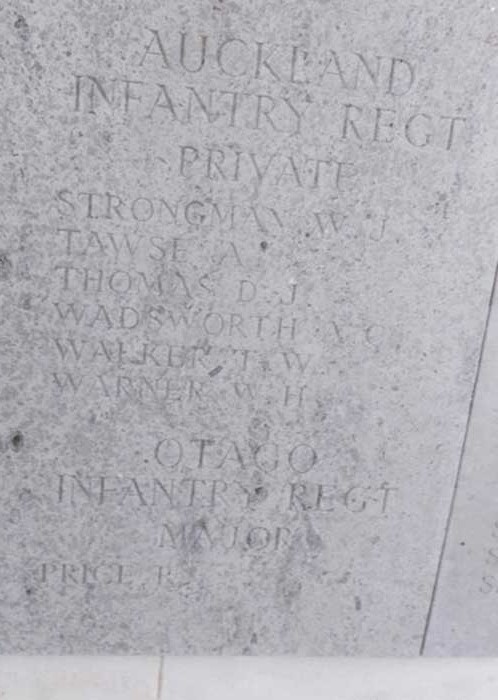 AUCKLAND
INFANTRY REGT
PRIVATE
STRONGMAN W. J
TAWSE A
THOMAS D. J
WADSWORTH
WALKER T. W
WARNER W. H
OTAGO
INFANTRY REGT
MAJOR
PRICE R